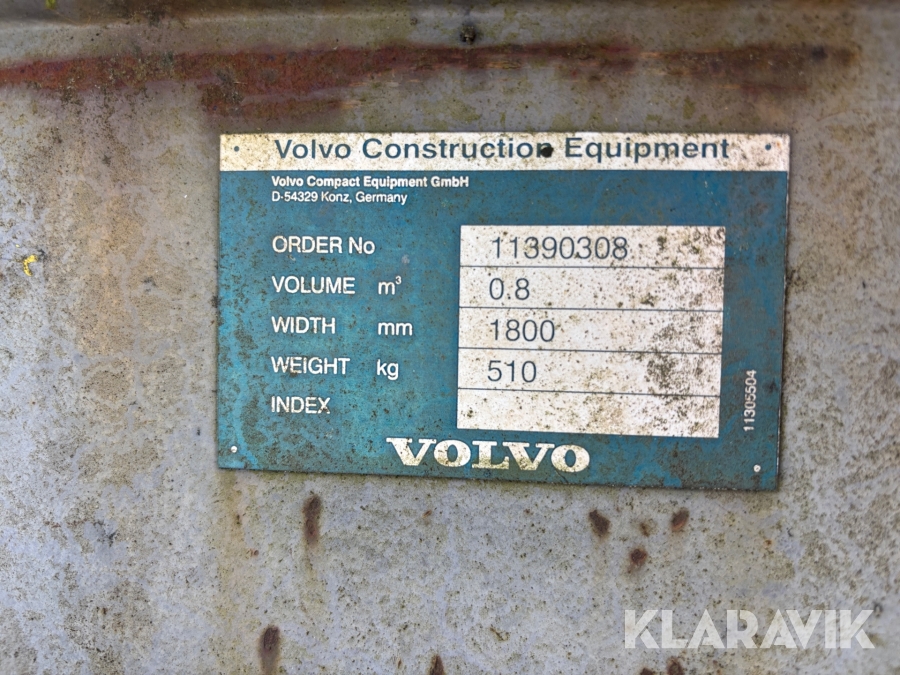 Volvo Construction Equipment
Volvo Compact Equipment GmbH
D-54329 Konz, Germany
ORDER No 11390308
VOLUME m³ 0.8
WIDTH mm 1800
WEIGHT kg 510
INDEX
11305504
VOLVO
KLARAVIK